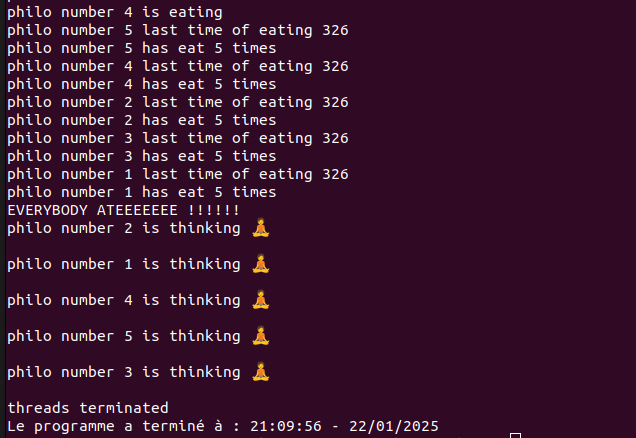 philo number 4 is eating
philo number 5 last time of eating 326
philo number 5 has eat 5 times
philo number 4 last time of eating 326
philo number 4 has eat 5 times
philo number 2 last time of eating 326
philo number 2 has eat 5 times
philo number 3 last time of eating 326
philo number 3 has eat 5 times
philo number 1 last time of eating 326
philo number 1 has eat 5 times
EVERYBODY ATEEEEEEE !!!!!!
philo number 2 is thinking 🧘
philo number 1 is thinking 🧘
philo number 4 is thinking 🧘
philo number 5 is thinking 🧘
philo number 3 is thinking 🧘
threads terminated
Le programme a terminé à : 21:09:56 - 22/01/2025